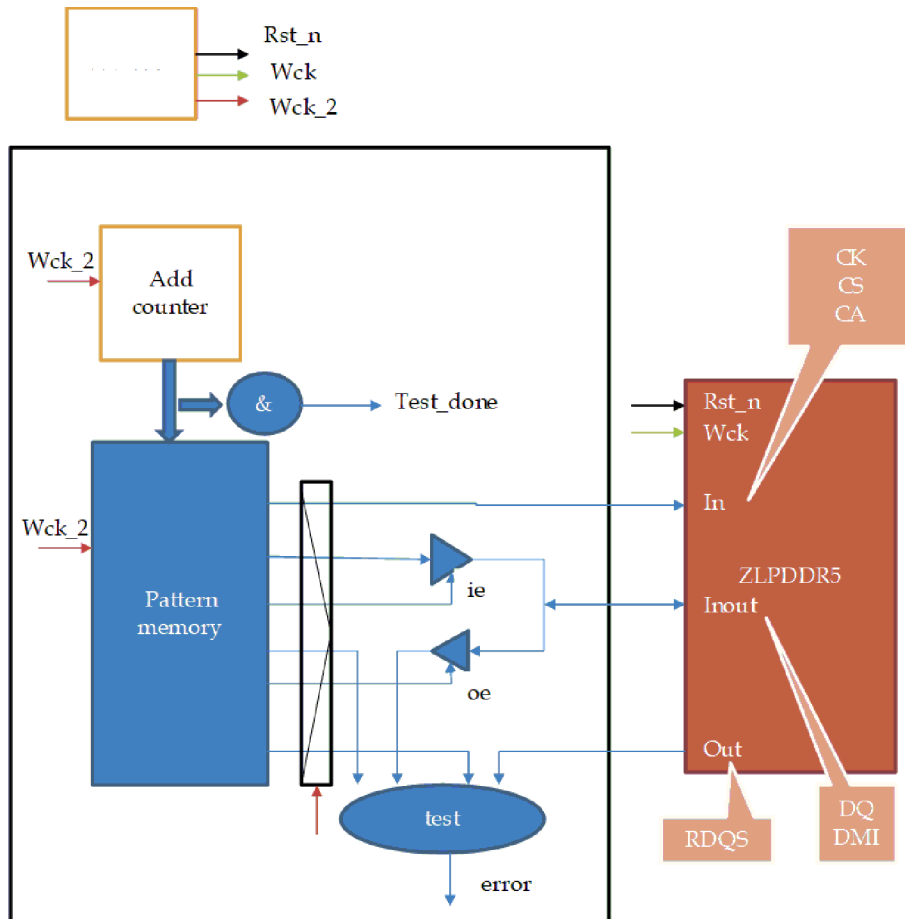 Rst_n
Wck
Wck_2
Wck_2
Add
counter
CK
CS
CA
&
Test_done
Rst_n
Wck
In
Wck_2
Pattern
memory
ie
ZLPDDR5
Inout
oe
Out
test
RDQS
DQ
DMI
error